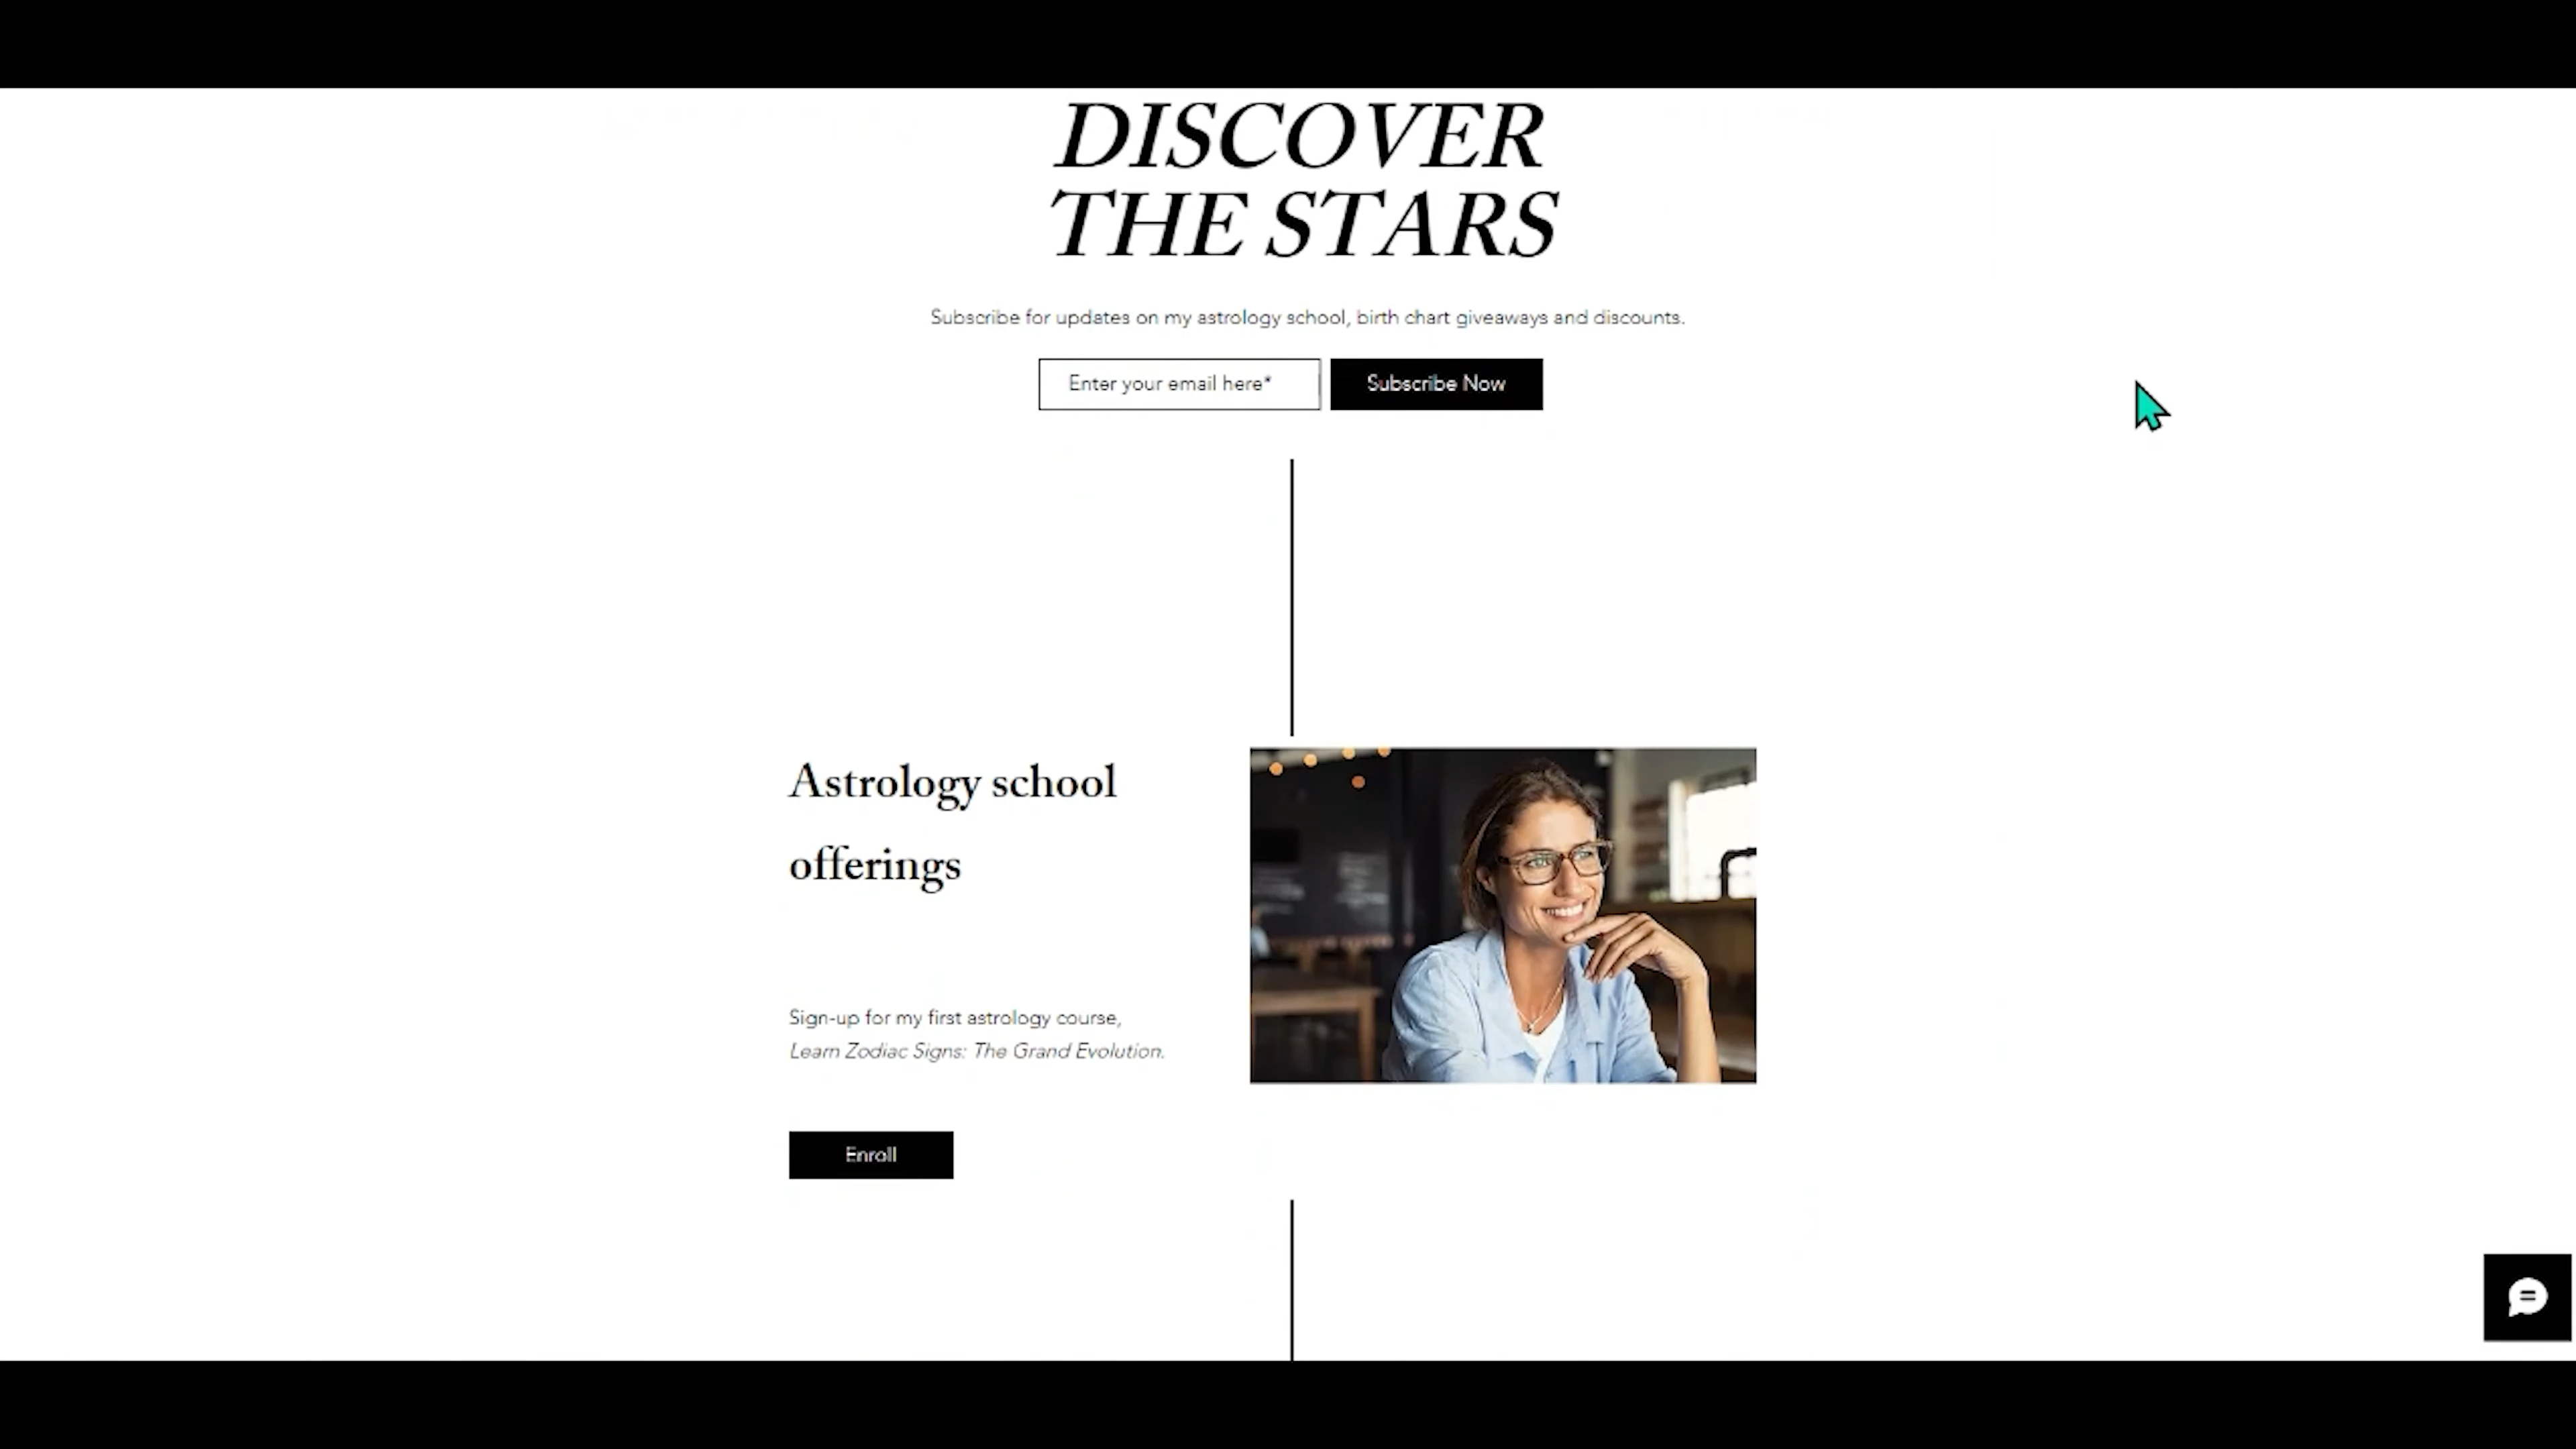 DISCOVER
THE STARS
Subscribe for updates on my astrology school, birth chart giveaways and discounts.
Enter your email here*
Subscribe Now
Astrology school
offerings
Sign-up for my first astrology course,
Learn Zodiac Signs: The Grand Evolution.
Enroll